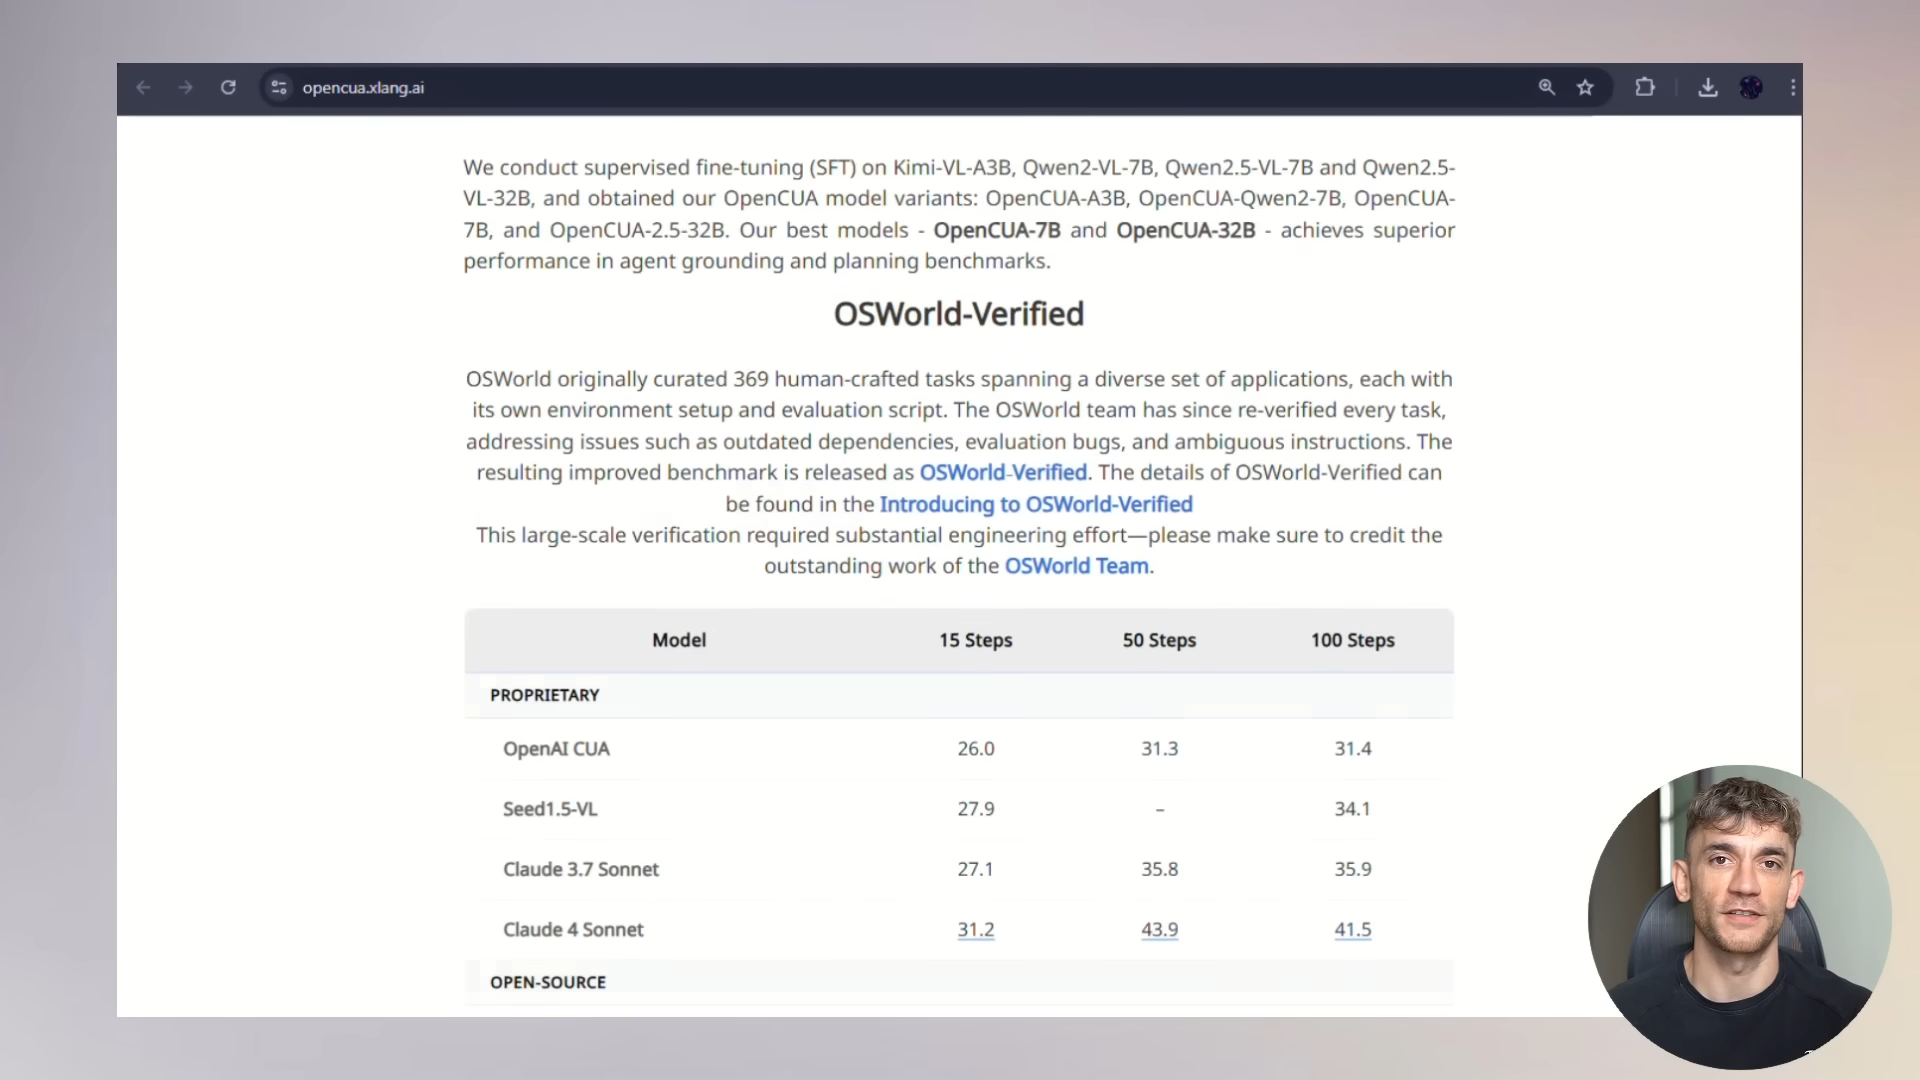 opencua.xlang.ai
We conduct supervised fine-tuning (SFT) on Kimi-VL-A3B, Qwen2-VL-7B, Qwen2.5-VL-7B and Qwen2.5-
VL-32B, and obtained our OpenCUA model variants: OpenCUA-A3B, OpenCUA-Qwen2-7B, OpenCUA-
7B, and OpenCUA-2.5-32B. Our best models - OpenCUA-7B and OpenCUA-32B - achieves superior
performance in agent grounding and planning benchmarks.
OSWorld-Verified
OSWorld originally curated 369 human-crafted tasks spanning a diverse set of applications, each with
its own environment setup and evaluation script. The OSWorld team has since re-verified every task,
addressing issues such as outdated dependencies, evaluation bugs, and ambiguous instructions. The
resulting improved benchmark is released as OSWorld-Verified. The details of OSWorld-Verified can
be found in the Introducing to OSWorld-Verified
This large-scale verification required substantial engineering effort—please make sure to credit the
outstanding work of the OSWorld Team.
Model 15 Steps 50 Steps 100 Steps
PROPRIETARY
OpenAI CUA 26.0 31.3 31.4
Seed1.5-VL 27.9 – 34.1
Claude 3.7 Sonnet 27.1 35.8 35.9
Claude 4 Sonnet 31.2 43.9 41.5
OPEN-SOURCE